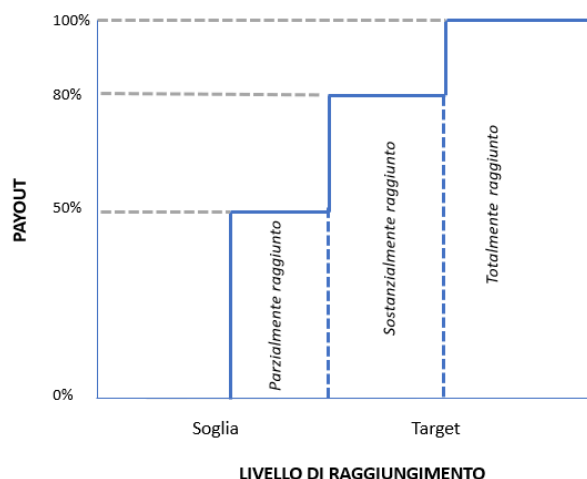 100%
80%
50%
0%
PAYOUT
Parzialmente raggiunto
Sostanzialmente raggiunto
Totalmente raggiunto
Soglia
Target
LIVELLO DI RAGGIUNGIMENTO